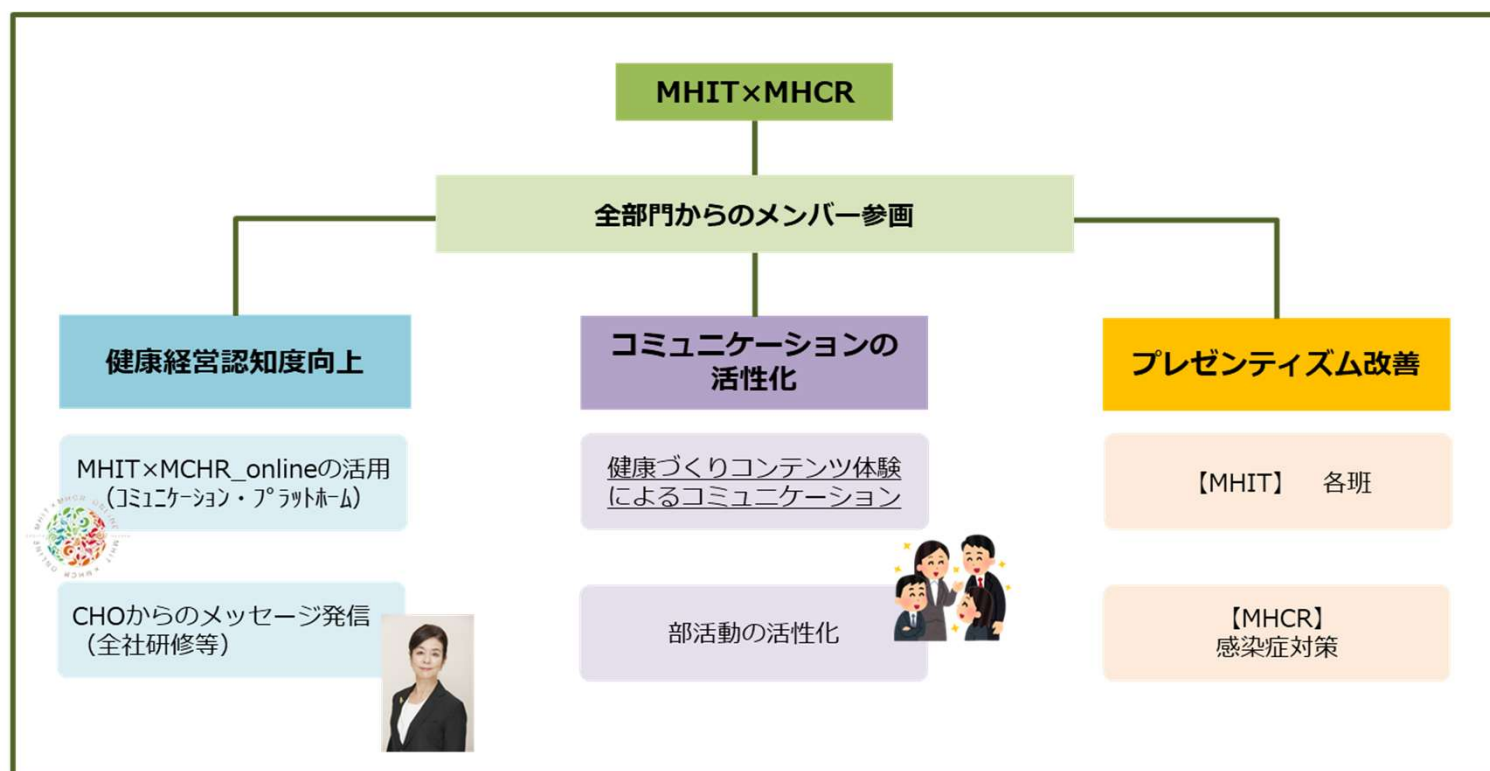 MHIT×MHCR
全部門からのメンバー参画
健康経営認知度向上
MHIT×MCHR_onlineの活用
（ｺﾐｭﾆｹｰｼｮﾝ・ﾌﾟﾗｯﾄﾎｰﾑ）
MHIT×MHCR ONLINE MHIT×MHCR ONLINE
CHOからのメッセージ発信
（全社研修等）
コミュニケーションの
活性化
健康づくりコンテンツ体験
によるコミュニケーション
部活動の活性化
プレゼンティズム改善
【MHIT】　各班
【MHCR】
感染症対策